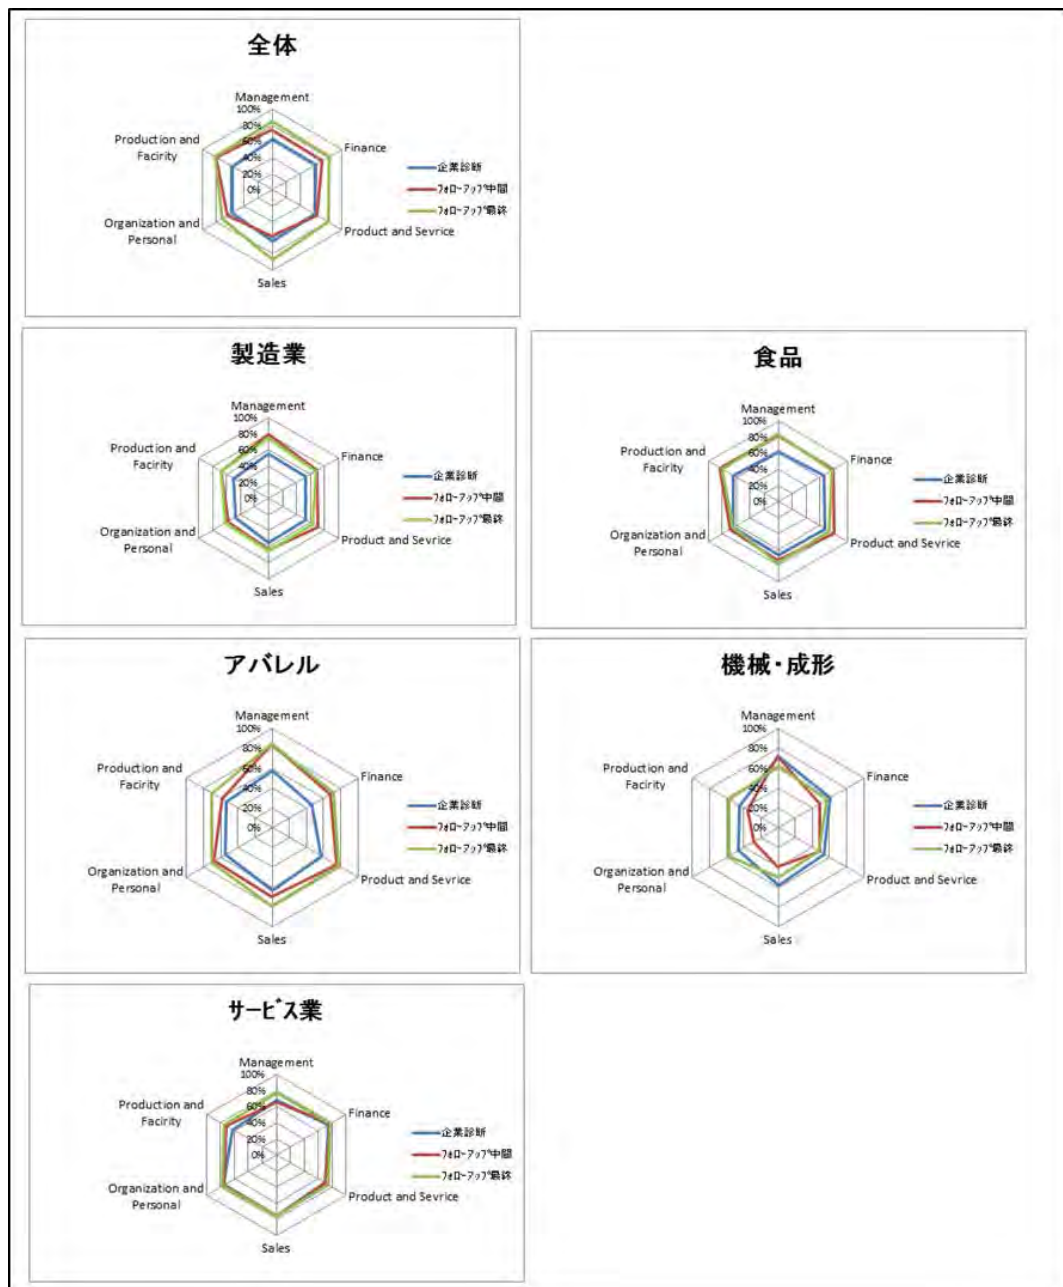 全体
Management
100%
80%
60%
40%
20%
0%
Production and
Facirity
Finance
Organization and
Personal
Product and Sevrice
Sales
企業診断
ﾌｫﾛｰｱｯﾌﾟ中間
ﾌｫﾛｰｱｯﾌﾟ最終
製造業
Management
100%
80%
60%
40%
20%
0%
Production and
Facirity
Finance
Organization and
Personal
Product and Sevrice
Sales
企業診断
ﾌｫﾛｰｱｯﾌﾟ中間
ﾌｫﾛｰｱｯﾌﾟ最終
食品
Management
100%
80%
60%
40%
20%
0%
Production and
Facirity
Finance
Organization and
Personal
Product and Sevrice
Sales
企業診断
ﾌｫﾛｰｱｯﾌﾟ中間
ﾌｫﾛｰｱｯﾌﾟ最終
アパレル
Management
100%
80%
60%
40%
20%
0%
Production and
Facirity
Finance
Organization and
Personal
Product and Sevrice
Sales
企業診断
ﾌｫﾛｰｱｯﾌﾟ中間
ﾌｫﾛｰｱｯﾌﾟ最終
機械・成形
Management
100%
80%
60%
40%
20%
0%
Production and
Facirity
Finance
Organization and
Personal
Product and Sevrice
Sales
企業診断
ﾌｫﾛｰｱｯﾌﾟ中間
ﾌｫﾛｰｱｯﾌﾟ最終
ｻｰﾋﾞｽ業
Management
100%
80%
60%
40%
20%
0%
Production and
Facirity
Finance
Organization and
Personal
Product and Sevrice
Sales
企業診断
ﾌｫﾛｰｱｯﾌﾟ中間
ﾌｫﾛｰｱｯﾌﾟ最終